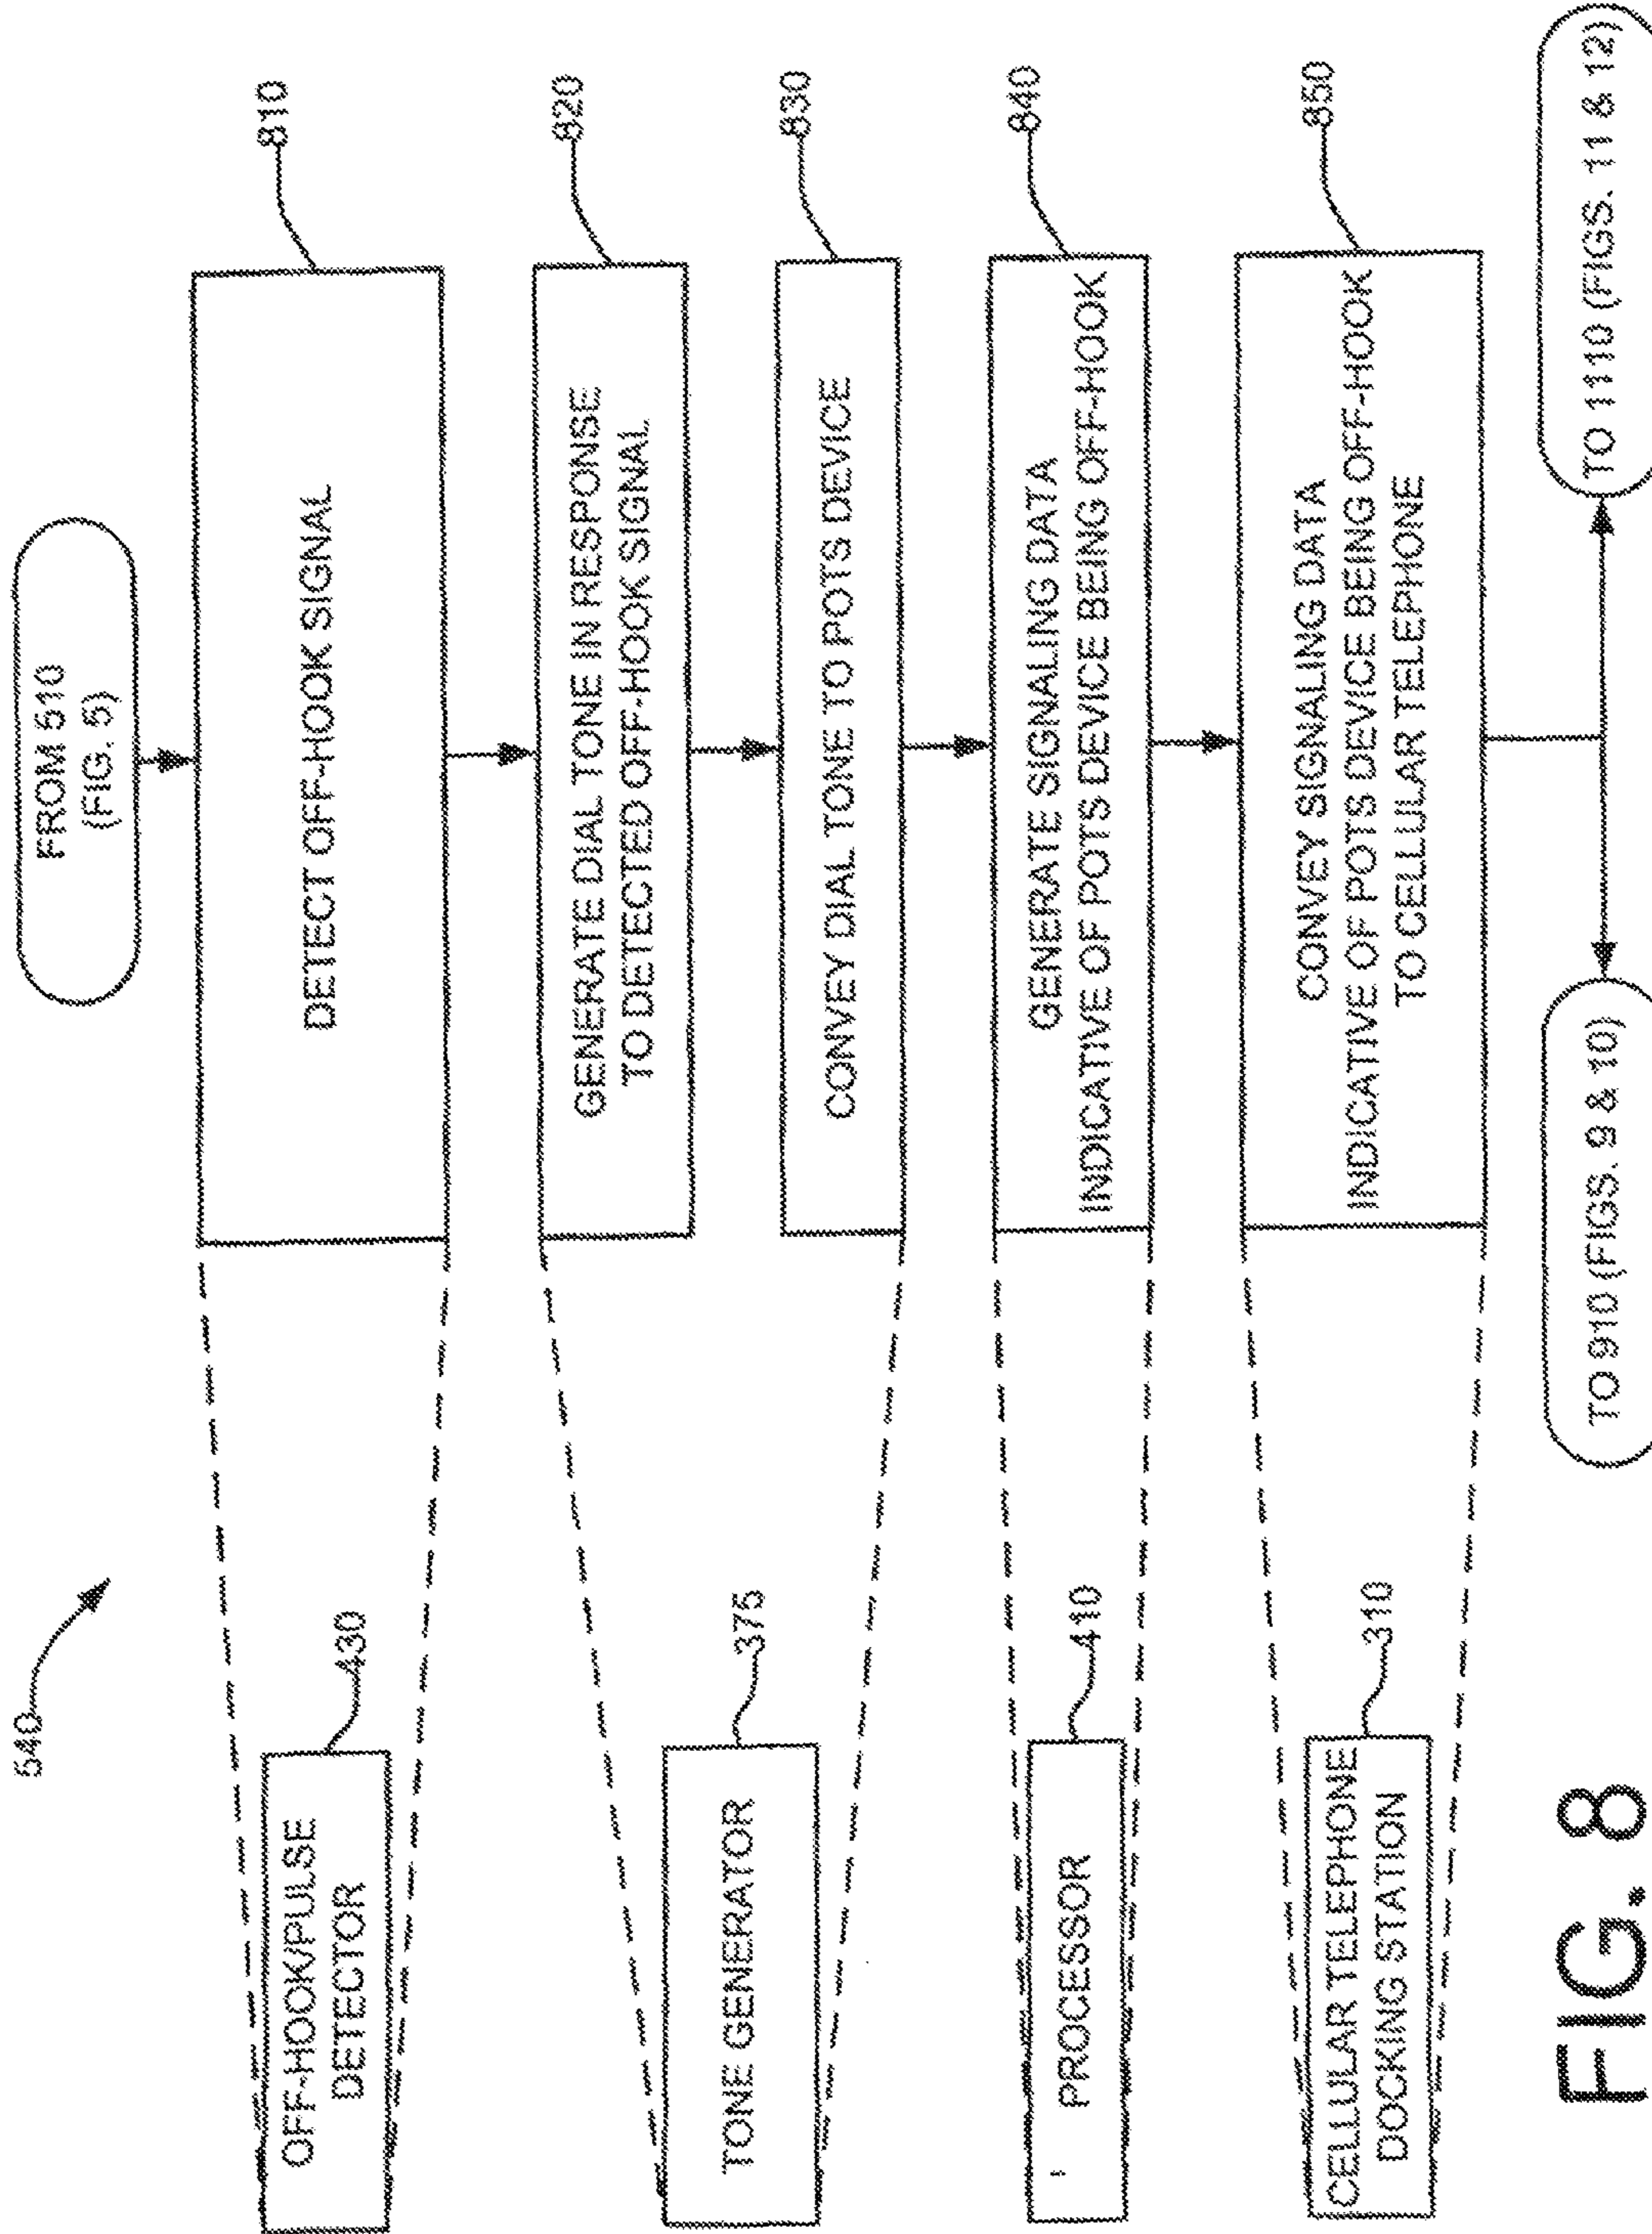 540
FROM 510
(FIG. 5)
OFF-HOOK/PULSE
DETECTOR
430
DETECT OFF-HOOK SIGNAL
810
TONE GENERATOR
375
GENERATE DIAL TONE IN RESPONSE
TO DETECTED OFF-HOOK SIGNAL
820
CONVEY DIAL TONE TO POTS DEVICE
830
PROCESSOR
410
GENERATE SIGNALING DATA
INDICATIVE OF POTS DEVICE BEING OFF-HOOK
840
CELLULAR TELEPHONE
DOCKING STATION
310
CONVEY SIGNALING DATA
INDICATIVE OF POTS DEVICE BEING OFF-HOOK
TO CELLULAR TELEPHONE
850
TO 910 (FIGS. 9 & 10)
TO 1110 (FIGS. 11 & 12)
FIG. 8